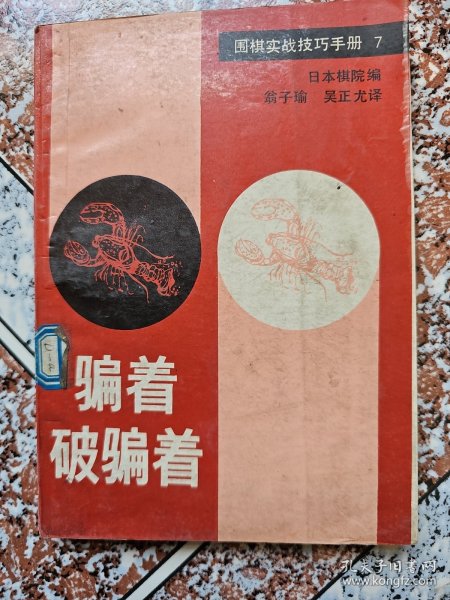 围棋实战技巧手册 7
日本棋院编
翁子瑜 吴正尤译
骗着
破骗着
孔夫子旧书网
www.kongfz.com